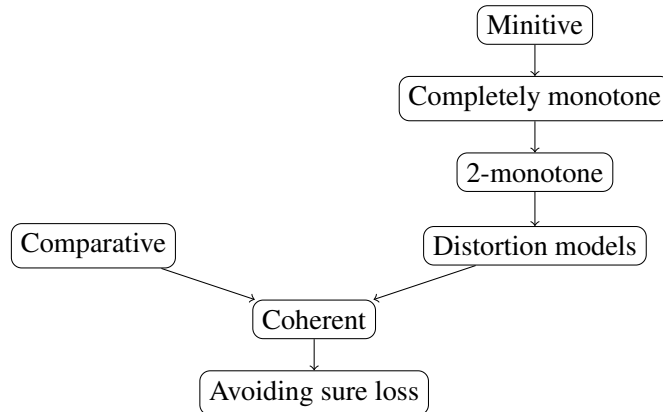 Minitive
Completely monotone
2-monotone
Comparative
Distortion models
Coherent
Avoiding sure loss